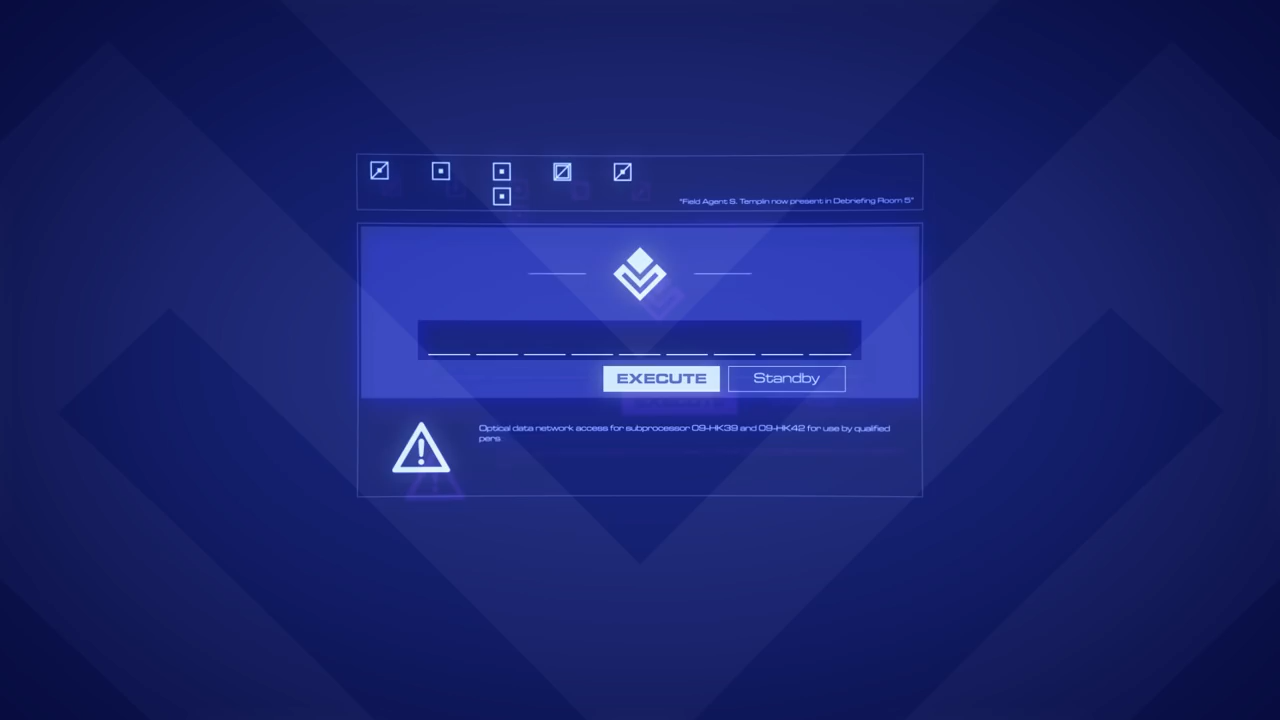 "Field Agent S. Templin now present in Debriefing Room 5"
EXECUTE
Standby
Optical data network access for subprocessor 09-HK39 and 09-HK42 for use by qualified
pers